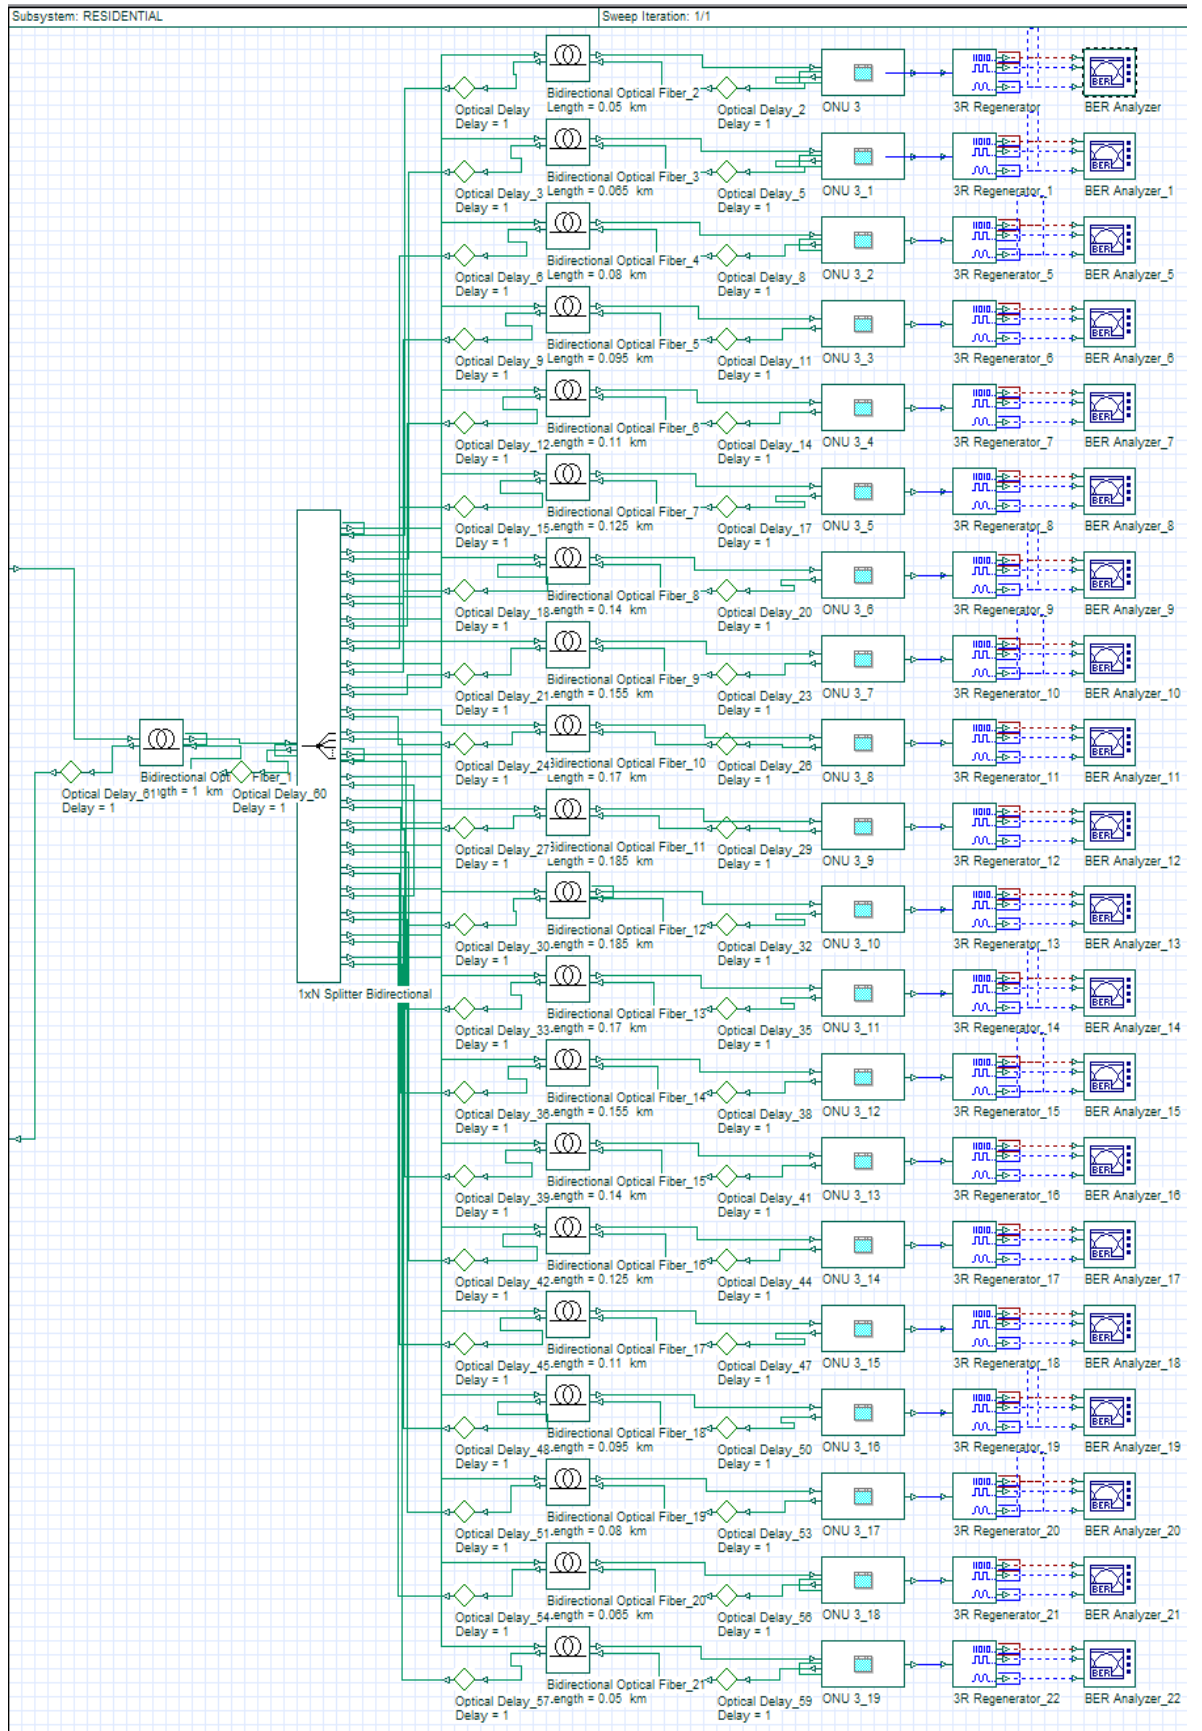 Subsystem: RESIDENTIAL
Sweep Iteration: 1/1
Optical Delay
Delay = 1
Bidirectional Optical Fiber_2
Length = 0.05 km
Optical Delay_2
Delay = 1
ONU 3
3R Regenerator
BER Analyzer
Optical Delay_3
Delay = 1
Bidirectional Optical Fiber_3
Length = 0.065 km
Optical Delay_5
Delay = 1
ONU 3_1
3R Regenerator_1
BER Analyzer_1
Optical Delay_6
Delay = 1
Bidirectional Optical Fiber_4
Length = 0.08 km
Optical Delay_8
Delay = 1
ONU 3_2
3R Regenerator_5
BER Analyzer_5
Optical Delay_9
Delay = 1
Bidirectional Optical Fiber_5
Length = 0.095 km
Optical Delay_11
Delay = 1
ONU 3_3
3R Regenerator_6
BER Analyzer_6
Optical Delay_12
Delay = 1
Bidirectional Optical Fiber_6
ength = 0.11 km
Optical Delay_14
Delay = 1
ONU 3_4
3R Regenerator_7
BER Analyzer_7
Optical Delay_15
Delay = 1
Bidirectional Optical Fiber_7
ength = 0.125 km
Optical Delay_17
Delay = 1
ONU 3_5
3R Regenerator_8
BER Analyzer_8
Optical Delay_18
Delay = 1
Bidirectional Optical Fiber_8
ength = 0.14 km
Optical Delay_20
Delay = 1
ONU 3_6
3R Regenerator_9
BER Analyzer_9
Optical Delay_21
Delay = 1
Bidirectional Optical Fiber_9
ength = 0.155 km
Optical Delay_23
Delay = 1
ONU 3_7
3R Regenerator_10
BER Analyzer_10
Optical Delay_24
Delay = 1
Bidirectional Optical Fiber_10
Length = 0.17 km
Optical Delay_26
Delay = 1
ONU 3_8
3R Regenerator_11
BER Analyzer_11
Optical Delay_61
Delay = 1
Bidirectional Opt Fiber_1
ngth = 1 km
Optical Delay_60
Delay = 1
Optical Delay_27
Delay = 1
Bidirectional Optical Fiber_11
Length = 0.185 km
Optical Delay_29
Delay = 1
ONU 3_9
3R Regenerator_12
BER Analyzer_12
Optical Delay_30
Delay = 1
Bidirectional Optical Fiber_12
ength = 0.185 km
Optical Delay_32
Delay = 1
ONU 3_10
3R Regenerator_13
BER Analyzer_13
1xN Splitter Bidirectional
Optical Delay_33
Delay = 1
Bidirectional Optical Fiber_13
ength = 0.17 km
Optical Delay_35
Delay = 1
ONU 3_11
3R Regenerator_14
BER Analyzer_14
Optical Delay_36
Delay = 1
Bidirectional Optical Fiber_14
ength = 0.155 km
Optical Delay_38
Delay = 1
ONU 3_12
3R Regenerator_15
BER Analyzer_15
Optical Delay_39
Delay = 1
Bidirectional Optical Fiber_15
ength = 0.14 km
Optical Delay_41
Delay = 1
ONU 3_13
3R Regenerator_16
BER Analyzer_16
Optical Delay_42
Delay = 1
Bidirectional Optical Fiber_16
ength = 0.125 km
Optical Delay_44
Delay = 1
ONU 3_14
3R Regenerator_17
BER Analyzer_17
Optical Delay_45
Delay = 1
Bidirectional Optical Fiber_17
ength = 0.11 km
Optical Delay_47
Delay = 1
ONU 3_15
3R Regenerator_18
BER Analyzer_18
Optical Delay_48
Delay = 1
Bidirectional Optical Fiber_18
ength = 0.095 km
Optical Delay_50
Delay = 1
ONU 3_16
3R Regenerator_19
BER Analyzer_19
Optical Delay_51
Delay = 1
Bidirectional Optical Fiber_19
ength = 0.08 km
Optical Delay_53
Delay = 1
ONU 3_17
3R Regenerator_20
BER Analyzer_20
Optical Delay_54
Delay = 1
Bidirectional Optical Fiber_20
ength = 0.065 km
Optical Delay_56
Delay = 1
ONU 3_18
3R Regenerator_21
BER Analyzer_21
Optical Delay_57
Delay = 1
Bidirectional Optical Fiber_21
ength = 0.05 km
Optical Delay_59
Delay = 1
ONU 3_19
3R Regenerator_22
BER Analyzer_22